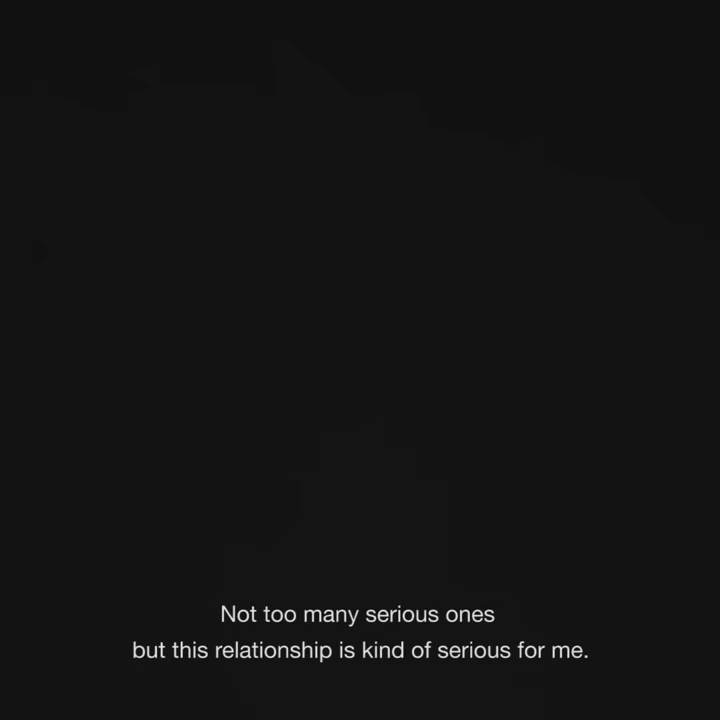 Not too many serious ones
but this relationship is kind of serious for me.